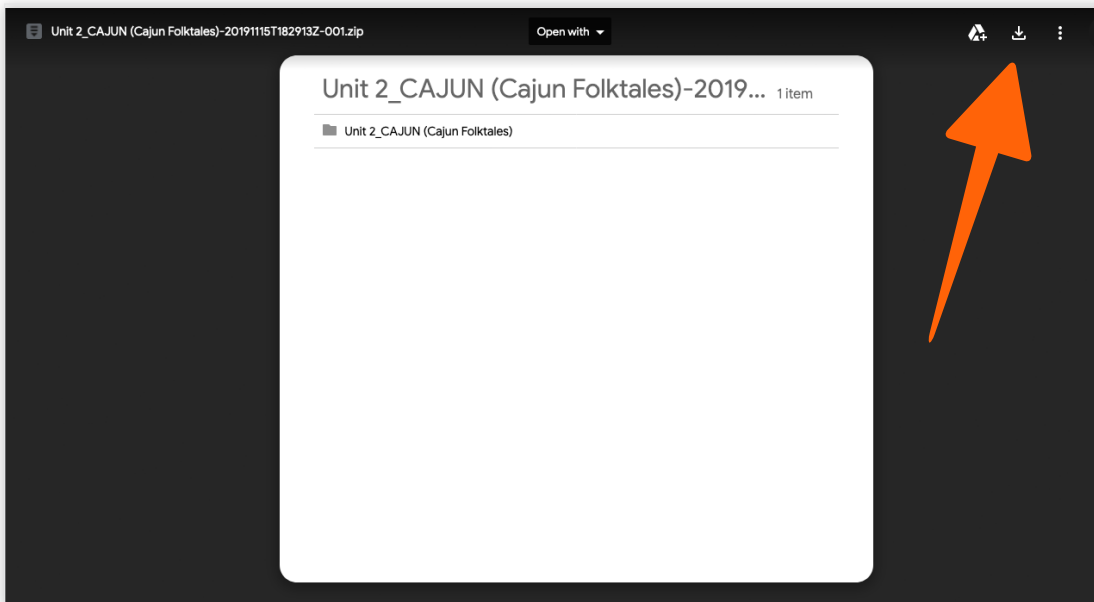 Unit 2_CAJUN (Cajun Folktales)-20191115T182913Z-001.zip
Open with
Unit 2_CAJUN (Cajun Folktales)-2019... 1 item
Unit 2_CAJUN (Cajun Folktales)